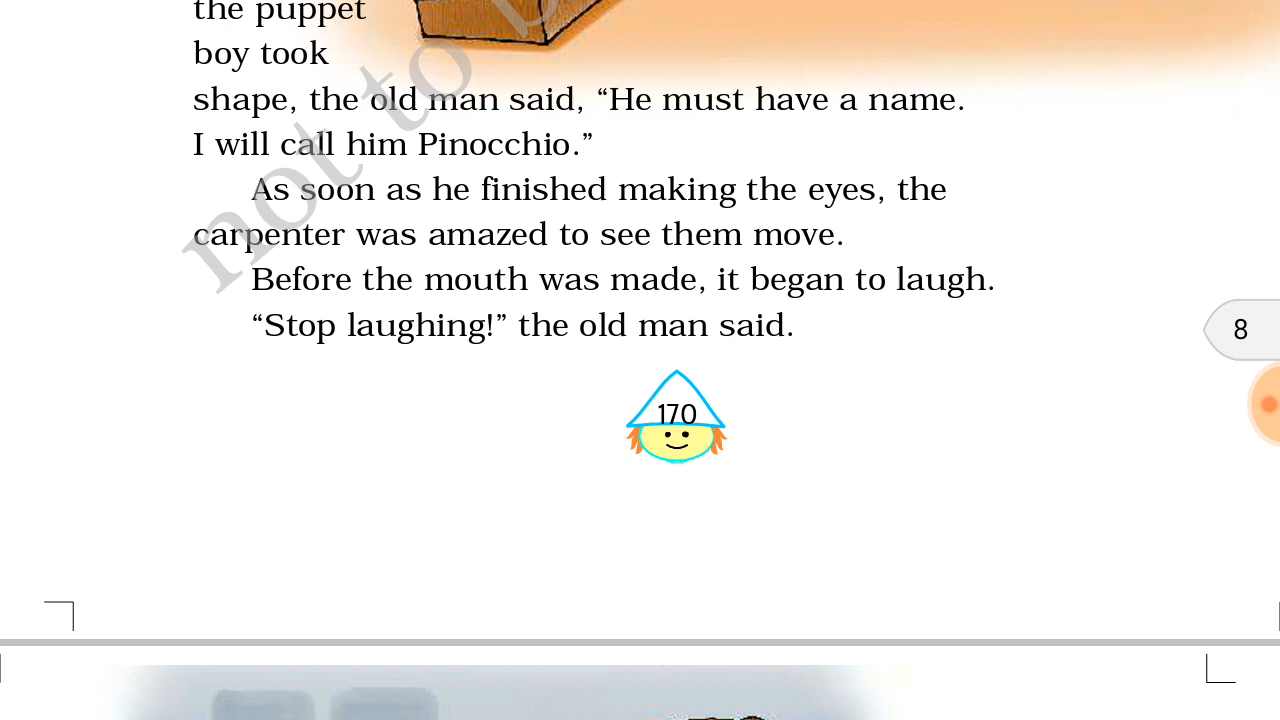 the puppet
boy took
shape, the old man said, “He must have a name.
I will call him Pinocchio.”
As soon as he finished making the eyes, the
carpenter was amazed to see them move.
Before the mouth was made, it began to laugh.
“Stop laughing!” the old man said.
170
8
not to b